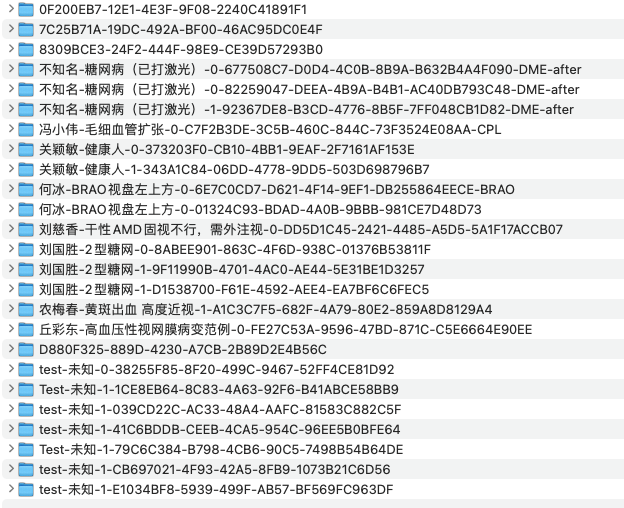 0F200EB7-12E1-4E3F-9F08-2240C41891F1
7C25B71A-19DC-492A-BF00-46AC95DC0E4F
8309BCE3-24F2-444F-98E9-CE39D57293B0
不知名-糖网病（已打激光）-0-677508C7-D0D4-4C0B-8B9A-B632B4A4F090-DME-after
不知名-糖网病（已打激光）-0-82259047-DEEA-4B9A-B4B1-AC40DB793C48-DME-after
不知名-糖网病（已打激光）-1-92367DE8-B3CD-4776-8B5F-7FF048CB1D82-DME-after
冯小伟-毛细血管扩张-0-C7F2B3DE-3C5B-460C-844C-73F3524E08AA-CPL
关颖敏-健康人-0-373203F0-CB10-4BB1-9EAF-2F7161AF153E
关颖敏-健康人-1-343A1C84-06DD-4778-9DD5-503D698796B7
何冰-BRAO视盘左上方-0-6E7C0CD7-D621-4F14-9EF1-DB255864EECE-BRAO
何冰-BRAO视盘左上方-0-01324C93-BDAD-4A0B-9BBB-981CE7D48D73
刘慈香-干性AMD固视不行，需外注视-0-DD5D1C45-2421-4485-A5D5-5A1F17ACCB07
刘国胜-2型糖网-0-8ABEE901-863C-4F6D-938C-01376B53811F
刘国胜-2型糖网-1-9F11990B-4701-4AC0-AE44-5E31BE1D3257
刘国胜-2型糖网-1-D1538700-F61E-4592-AEE4-EA7BF6C6FEC5
农梅春-黄斑出血 高度近视-1-A1C3C7F5-682F-4A79-80E2-859A8D8129A4
丘彩东-高血压性视网膜病变范例-0-FE27C53A-9596-47BD-871C-C5E6664E90EE
D880F325-889D-4230-A7CB-2B89D2E4B56C
test-未知-0-38255F85-8F20-499C-9467-52FF4CE81D92
Test-未知-1-1CE8EB64-8C83-4A63-92F6-B41ABCE58BB9
test-未知-1-039CD22C-AC33-48A4-AAFC-81583C882C5F
test-未知-1-41C6BDDB-CEEB-4CA5-954C-96EE5B0BFE64
Test-未知-1-79C6C384-B798-4CB6-90C5-7498B54B64DE
test-未知-1-CB697021-4F93-42A5-8FB9-1073B21C6D56
test-未知-1-E1034BF8-5939-499F-AB57-BF569FC963DF